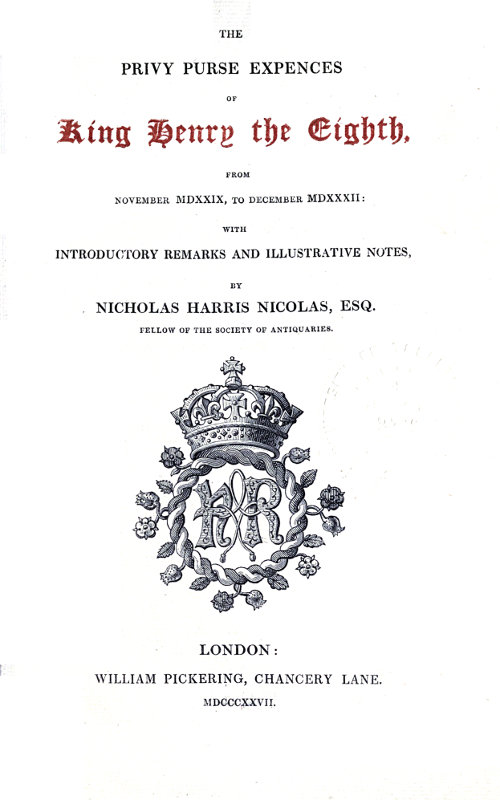 THE
PRIVY PURSE EXPENCES
OF
King Henry the Eighth,
FROM
NOVEMBER MDXXIX, TO DECEMBER MDXXXII:
WITH
INTRODUCTORY REMARKS AND ILLUSTRATIVE NOTES,
BY
NICHOLAS HARRIS NICOLAS, ESQ.
FELLOW OF THE SOCIETY OF ANTIQUARIES.
HR
LONDON:
WILLIAM PICKERING, CHANCERY LANE.
MDCCCXXVII.